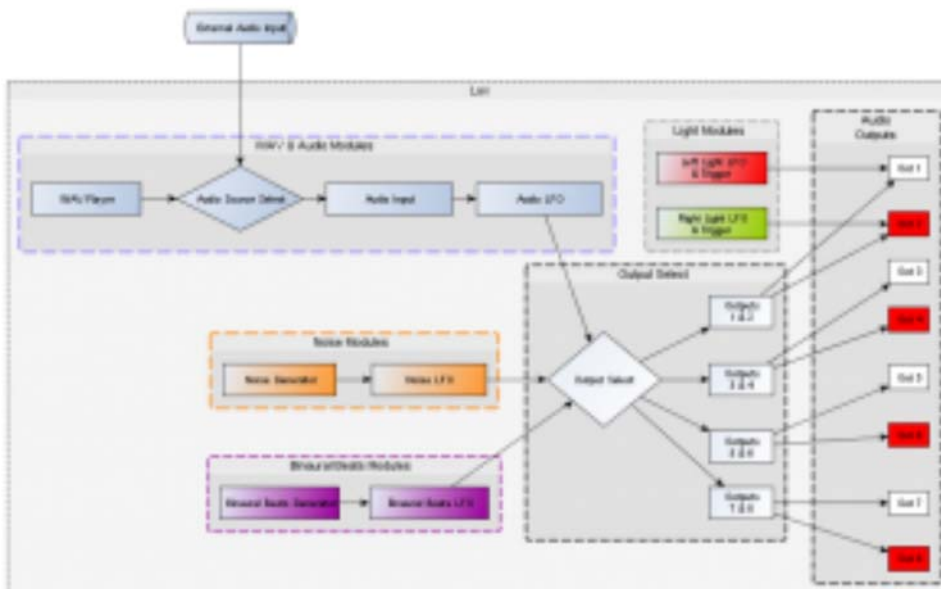 External Audio Input
WAV & Audio Modules
WAV Player
Audio Source Select
Audio Input
Audio LFO
Light Modules
Left Light LFO
& Trigger
Right Light LFO
& Trigger
Audio
Outputs
Out 1
Out 2
Out 3
Out 4
Out 5
Out 6
Out 7
Out 8
Output Select
Output Select
Outputs
1 & 2
Outputs
3 & 4
Outputs
5 & 6
Outputs
7 & 8
Noise Modules
Noise Generator
Noise LFO
Binaural Beats Modules
Binaural Beats Generator
Binaural Beats LFO